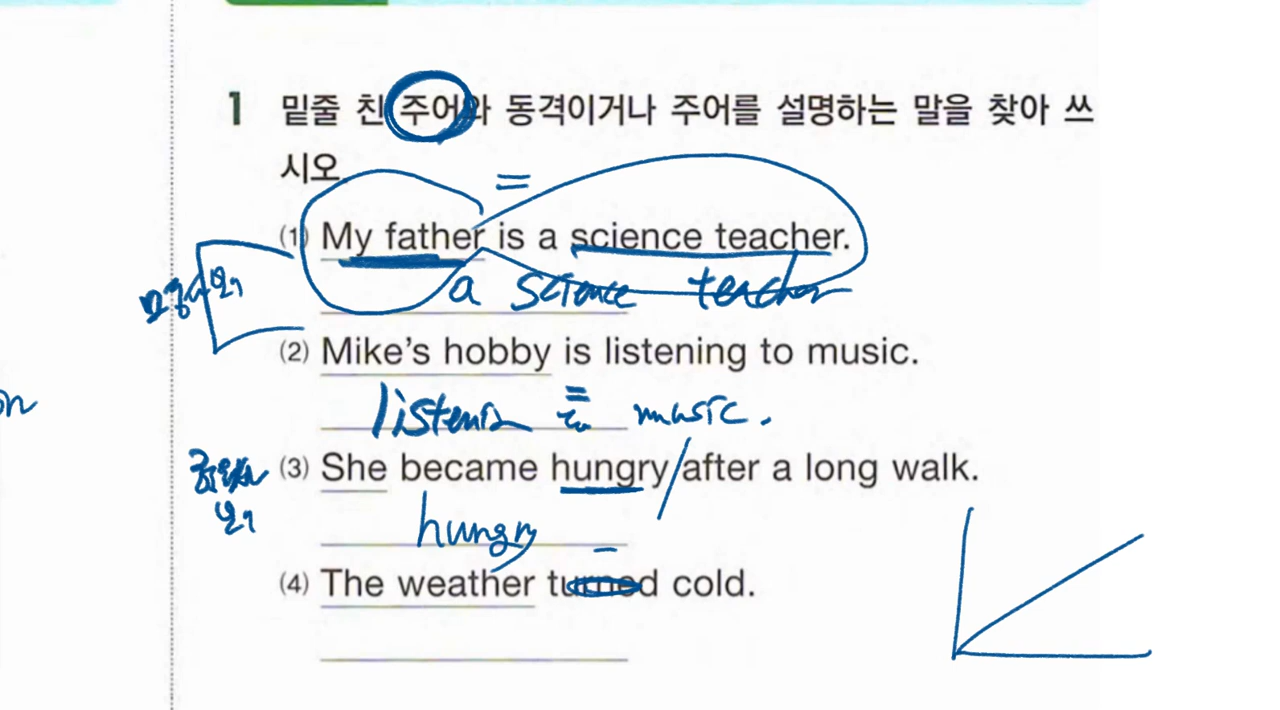 1 밑줄 친 주어와 동격이거나 주어를 설명하는 말을 찾아 쓰
시오.
=
(1) My father is a science teacher.
a science teacher
(2) Mike's hobby is listening to music.
=
music.
(3) She became hungry/after a long walk.
hungry
(4) The weather turned cold.